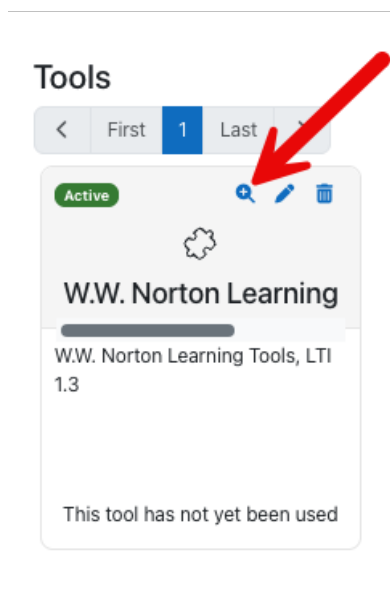 Tools
First 1 Last
Active
W.W. Norton Learning
W.W. Norton Learning Tools, LTI
1.3
This tool has not yet been used